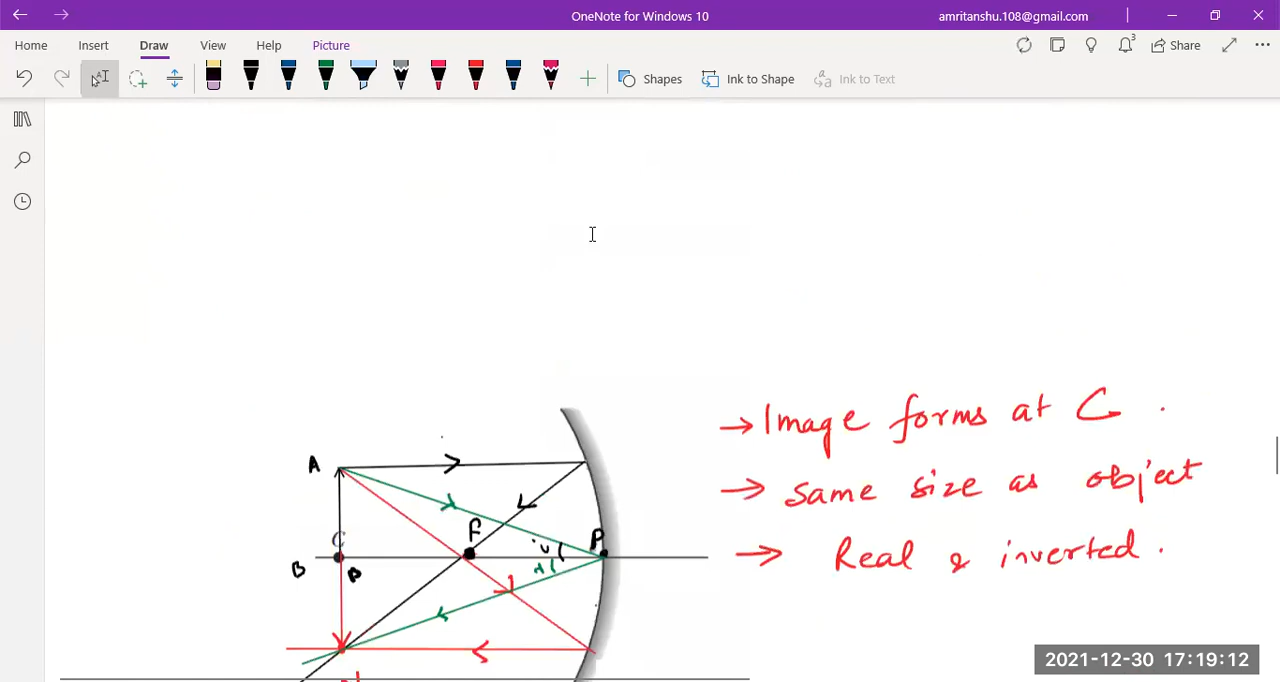 OneNote for Windows 10
amritanshu.108@gmail.com
Home Insert Draw View Help Picture
3
Share
Shapes
Ink to Shape
Ink to Text
→ Image forms at C.
→ same size as object
→ Real & inverted.
A
F
P
C
i
r
B
2021-12-30 17:19:12